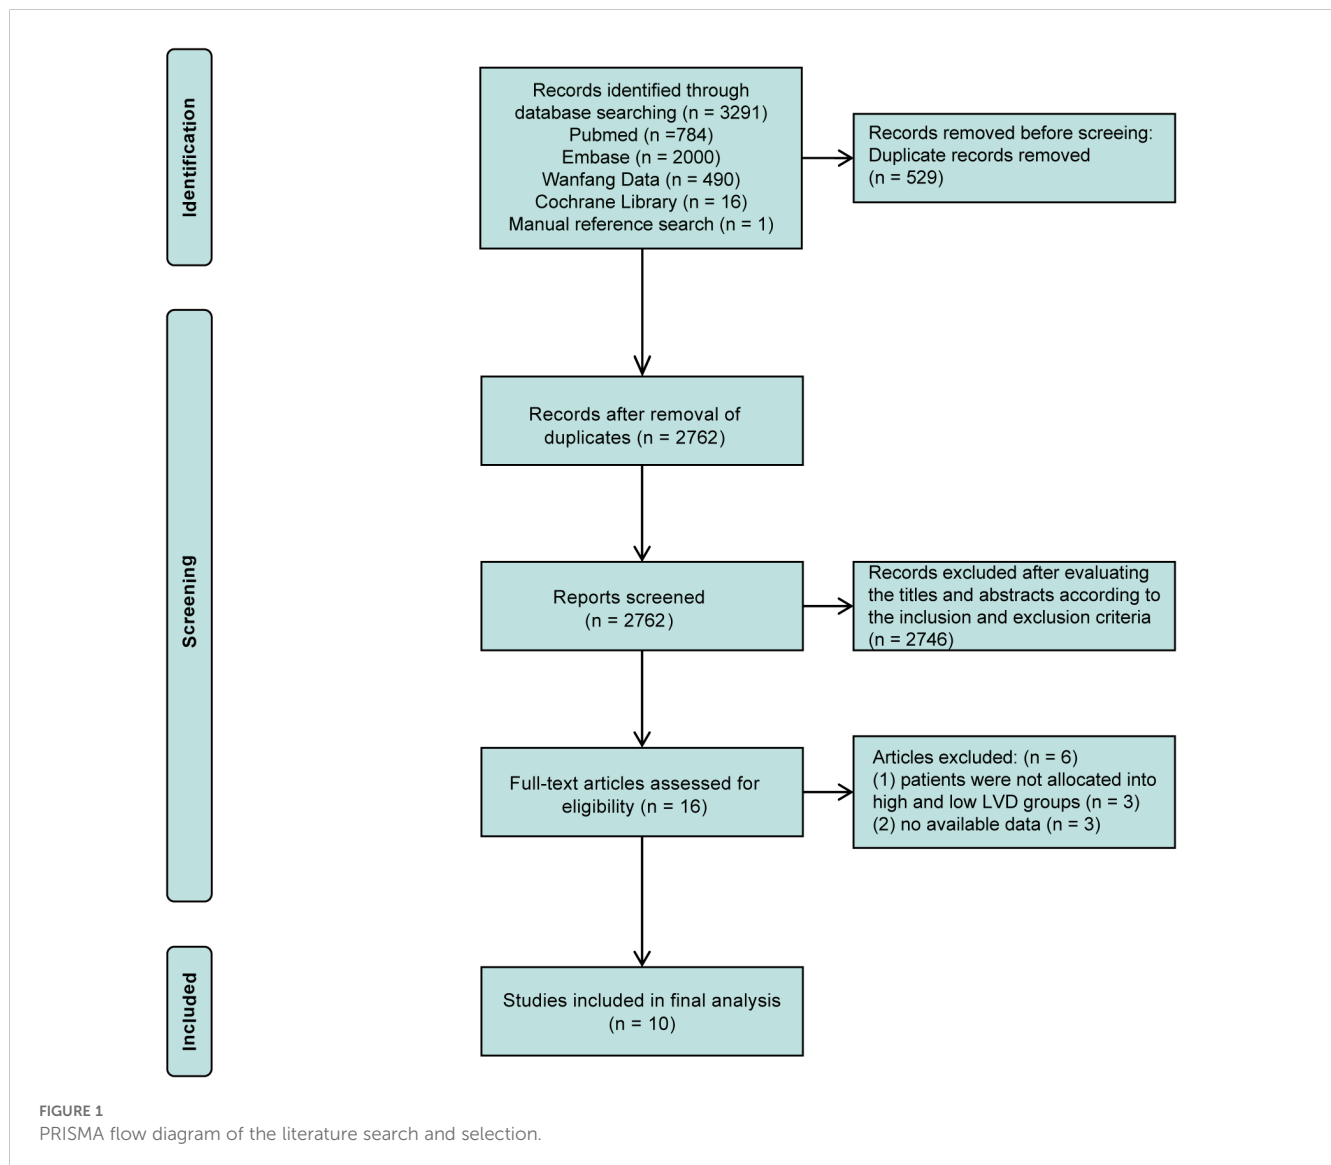 Identification
Records identified through
database searching (n = 3291)
Pubmed (n =784)
Embase (n = 2000)
Wanfang Data (n = 490)
Cochrane Library (n = 16)
Manual reference search (n = 1)
Records removed before screeing:
Duplicate records removed
(n = 529)
Screening
Records after removal of
duplicates (n = 2762)
Reports screened
(n = 2762)
Records excluded after evaluating
the titles and abstracts according to
the inclusion and exclusion criteria
(n = 2746)
Full-text articles assessed for
eligibility (n = 16)
Articles excluded: (n = 6)
(1) patients were not allocated into
high and low LVD groups (n = 3)
(2) no available data (n = 3)
Included
Studies included in final analysis
(n = 10)
FIGURE 1
PRISMA flow diagram of the literature search and selection.